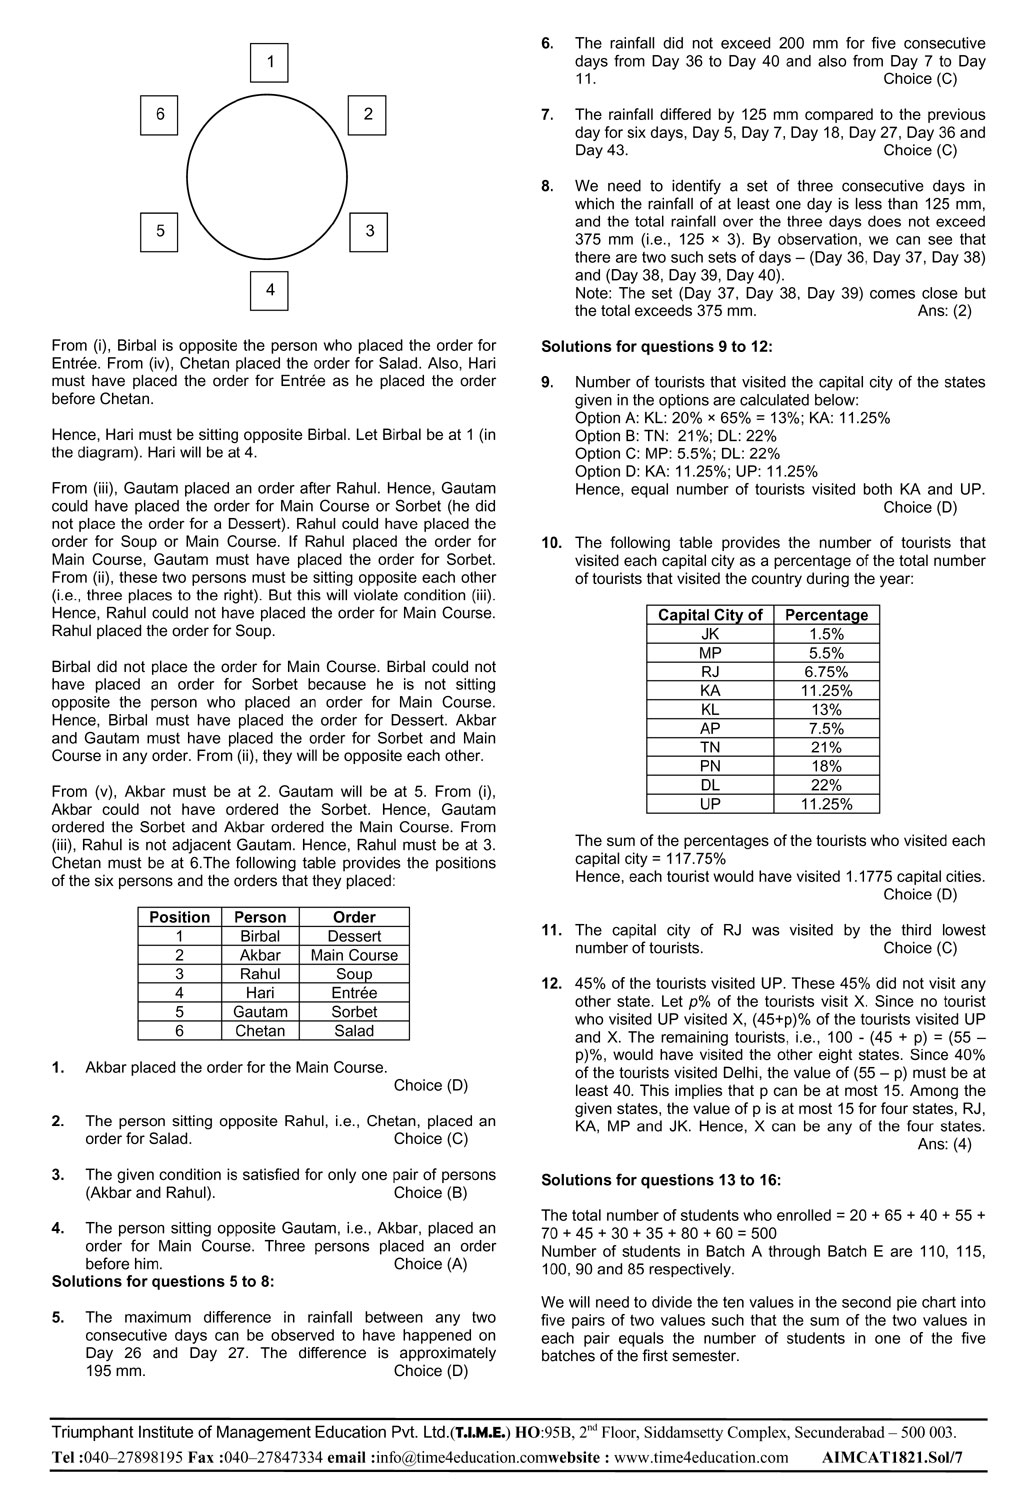 1
6
2
5
3
4
From (i), Birbal is opposite the person who placed the order for
Entrée. From (iv), Chetan placed the order for Salad. Also, Hari
must have placed the order for Entrée as he placed the order
before Chetan.
Hence, Hari must be sitting opposite Birbal. Let Birbal be at 1 (in
the diagram). Hari will be at 4.
From (iii), Gautam placed an order after Rahul. Hence, Gautam
could have placed the order for Main Course or Sorbet (he did
not place the order for a Dessert). Rahul could have placed the
order for Soup or Main Course. If Rahul placed the order for
Main Course, Gautam must have placed the order for Sorbet.
From (ii), these two persons must be sitting opposite each other
(i.e., three places to the right). But this will violate condition (iii).
Hence, Rahul could not have placed the order for Main Course.
Rahul placed the order for Soup.
Birbal did not place the order for Main Course. Birbal could not
have placed an order for Sorbet because he is not sitting
opposite the person who placed an order for Main Course.
Hence, Birbal must have placed the order for Dessert. Akbar
and Gautam must have placed the order for Sorbet and Main
Course in any order. From (ii), they will be opposite each other.
From (v), Akbar must be at 2. Gautam will be at 5. From (i),
Akbar could not have ordered the Sorbet. Hence, Gautam
ordered the Sorbet and Akbar ordered the Main Course. From
(iii), Rahul is not adjacent Gautam. Hence, Rahul must be at 3.
Chetan must be at 6.The following table provides the positions
of the six persons and the orders that they placed:
Position Person Order
1 Birbal Dessert
2 Akbar Main Course
3 Rahul Soup
4 Hari Entrée
5 Gautam Sorbet
6 Chetan Salad
1. Akbar placed the order for the Main Course.
Choice (D)
2. The person sitting opposite Rahul, i.e., Chetan, placed an
order for Salad. Choice (C)
3. The given condition is satisfied for only one pair of persons
(Akbar and Rahul). Choice (B)
4. The person sitting opposite Gautam, i.e., Akbar, placed an
order for Main Course. Three persons placed an order
before him. Choice (A)
Solutions for questions 5 to 8:
5. The maximum difference in rainfall between any two
consecutive days can be observed to have happened on
Day 26 and Day 27. The difference is approximately
195 mm. Choice (D)
6. The rainfall did not exceed 200 mm for five consecutive
days from Day 36 to Day 40 and also from Day 7 to Day
11. Choice (C)
7. The rainfall differed by 125 mm compared to the previous
day for six days, Day 5, Day 7, Day 18, Day 27, Day 36 and
Day 43. Choice (C)
8. We need to identify a set of three consecutive days in
which the rainfall of at least one day is less than 125 mm,
and the total rainfall over the three days does not exceed
375 mm (i.e., 125 × 3). By observation, we can see that
there are two such sets of days – (Day 36, Day 37, Day 38)
and (Day 38, Day 39, Day 40).
Note: The set (Day 37, Day 38, Day 39) comes close but
the total exceeds 375 mm. Ans: (2)
Solutions for questions 9 to 12:
9. Number of tourists that visited the capital city of the states
given in the options are calculated below:
Option A: KL: 20% × 65% = 13%; KA: 11.25%
Option B: TN: 21%; DL: 22%
Option C: MP: 5.5%; DL: 22%
Option D: KA: 11.25%; UP: 11.25%
Hence, equal number of tourists visited both KA and UP.
Choice (D)
10. The following table provides the number of tourists that
visited each capital city as a percentage of the total number
of tourists that visited the country during the year:
Capital City of Percentage
JK 1.5%
MP 5.5%
RJ 6.75%
KA 11.25%
KL 13%
AP 7.5%
TN 21%
PN 18%
DL 22%
UP 11.25%
The sum of the percentages of the tourists who visited each
capital city = 117.75%
Hence, each tourist would have visited 1.1775 capital cities.
Choice (D)
11. The capital city of RJ was visited by the third lowest
number of tourists. Choice (C)
12. 45% of the tourists visited UP. These 45% did not visit any
other state. Let p% of the tourists visit X. Since no tourist
who visited UP visited X, (45+p)% of the tourists visited UP
and X. The remaining tourists, i.e., 100 - (45 + p) = (55 –
p)%, would have visited the other eight states. Since 40%
of the tourists visited Delhi, the value of (55 – p) must be at
least 40. This implies that p can be at most 15. Among the
given states, the value of p is at most 15 for four states, RJ,
KA, MP and JK. Hence, X can be any of the four states.
Ans: (4)
Solutions for questions 13 to 16:
The total number of students who enrolled = 20 + 65 + 40 + 55 +
70 + 45 + 30 + 35 + 80 + 60 = 500
Number of students in Batch A through Batch E are 110, 115,
100, 90 and 85 respectively.
We will need to divide the ten values in the second pie chart into
five pairs of two values such that the sum of the two values in
each pair equals the number of students in one of the five
batches of the first semester.
Triumphant Institute of Management Education Pvt. Ltd.(T.I.M.E.) HO:95B, 2nd Floor, Siddamsetty Complex, Secunderabad – 500 003.
Tel :040–27898195 Fax :040–27847334 email :info@time4education.comwebsite : www.time4education.com AIMCAT1821.Sol/7